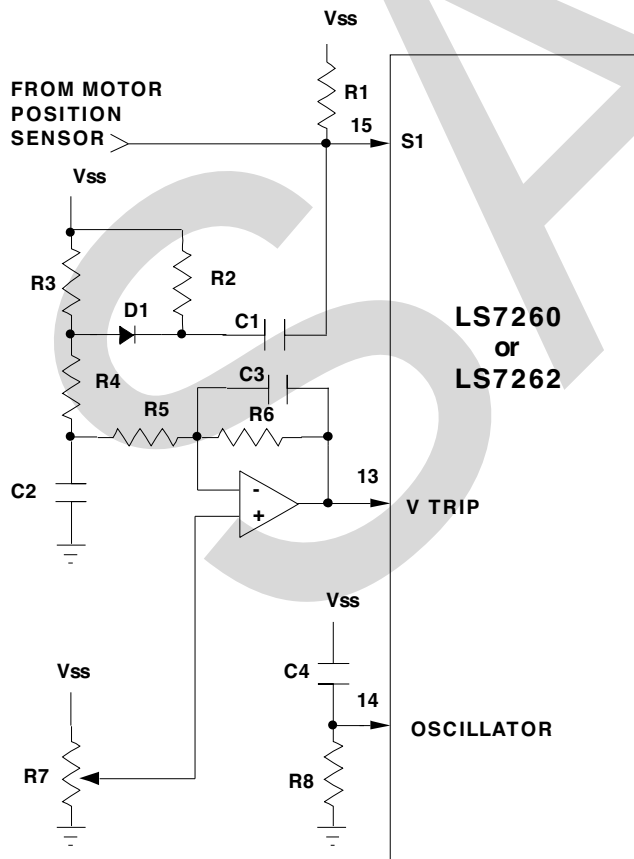 Vss
R1
FROM MOTOR
POSITION
SENSOR
15
S1
Vss
R3
R2
D1
C1
LS7260
or
LS7262
R4
C3
R5
R6
C2
-
+
13
V TRIP
Vss
Vss
C4
14
OSCILLATOR
R7
R8
SA